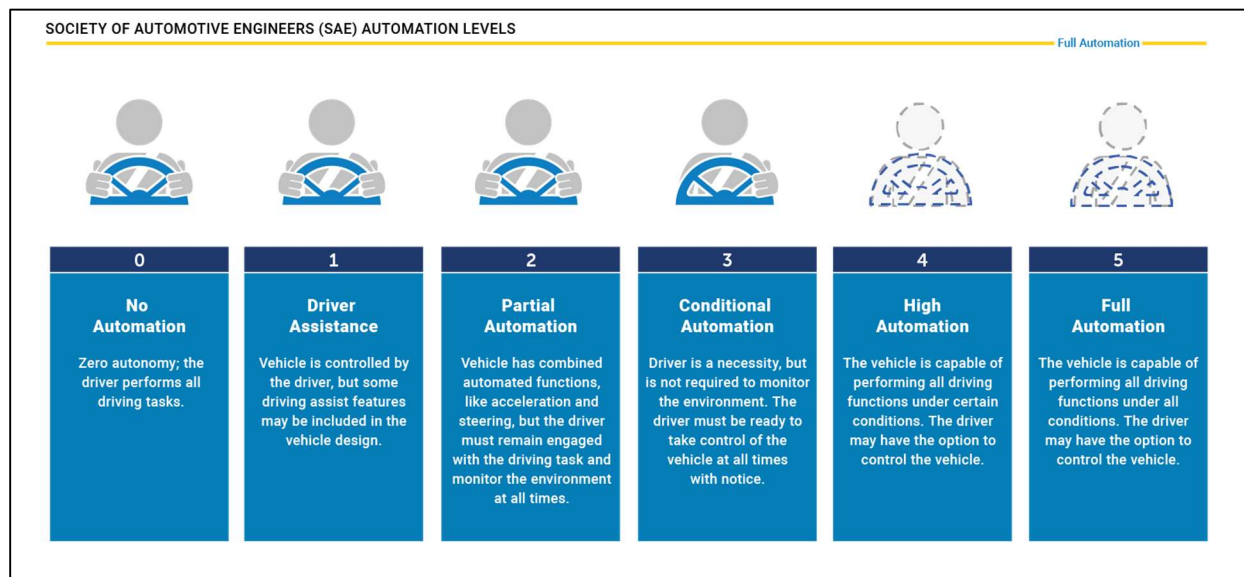 SOCIETY OF AUTOMOTIVE ENGINEERS (SAE) AUTOMATION LEVELS
Full Automation
0
No
Automation
Zero autonomy; the
driver performs all
driving tasks.
1
Driver
Assistance
Vehicle is controlled by
the driver, but some
driving assist features
may be included in the
vehicle design.
2
Partial
Automation
Vehicle has combined
automated functions,
like acceleration and
steering, but the driver
must remain engaged
with the driving task and
monitor the environment
at all times.
3
Conditional
Automation
Driver is a necessity, but
is not required to monitor
the environment. The
driver must be ready to
take control of the
vehicle at all times
with notice.
4
High
Automation
The vehicle is capable of
performing all driving
functions under certain
conditions. The driver
may have the option to
control the vehicle.
5
Full
Automation
The vehicle is capable of
performing all driving
functions under all
conditions. The driver
may have the option to
control the vehicle.